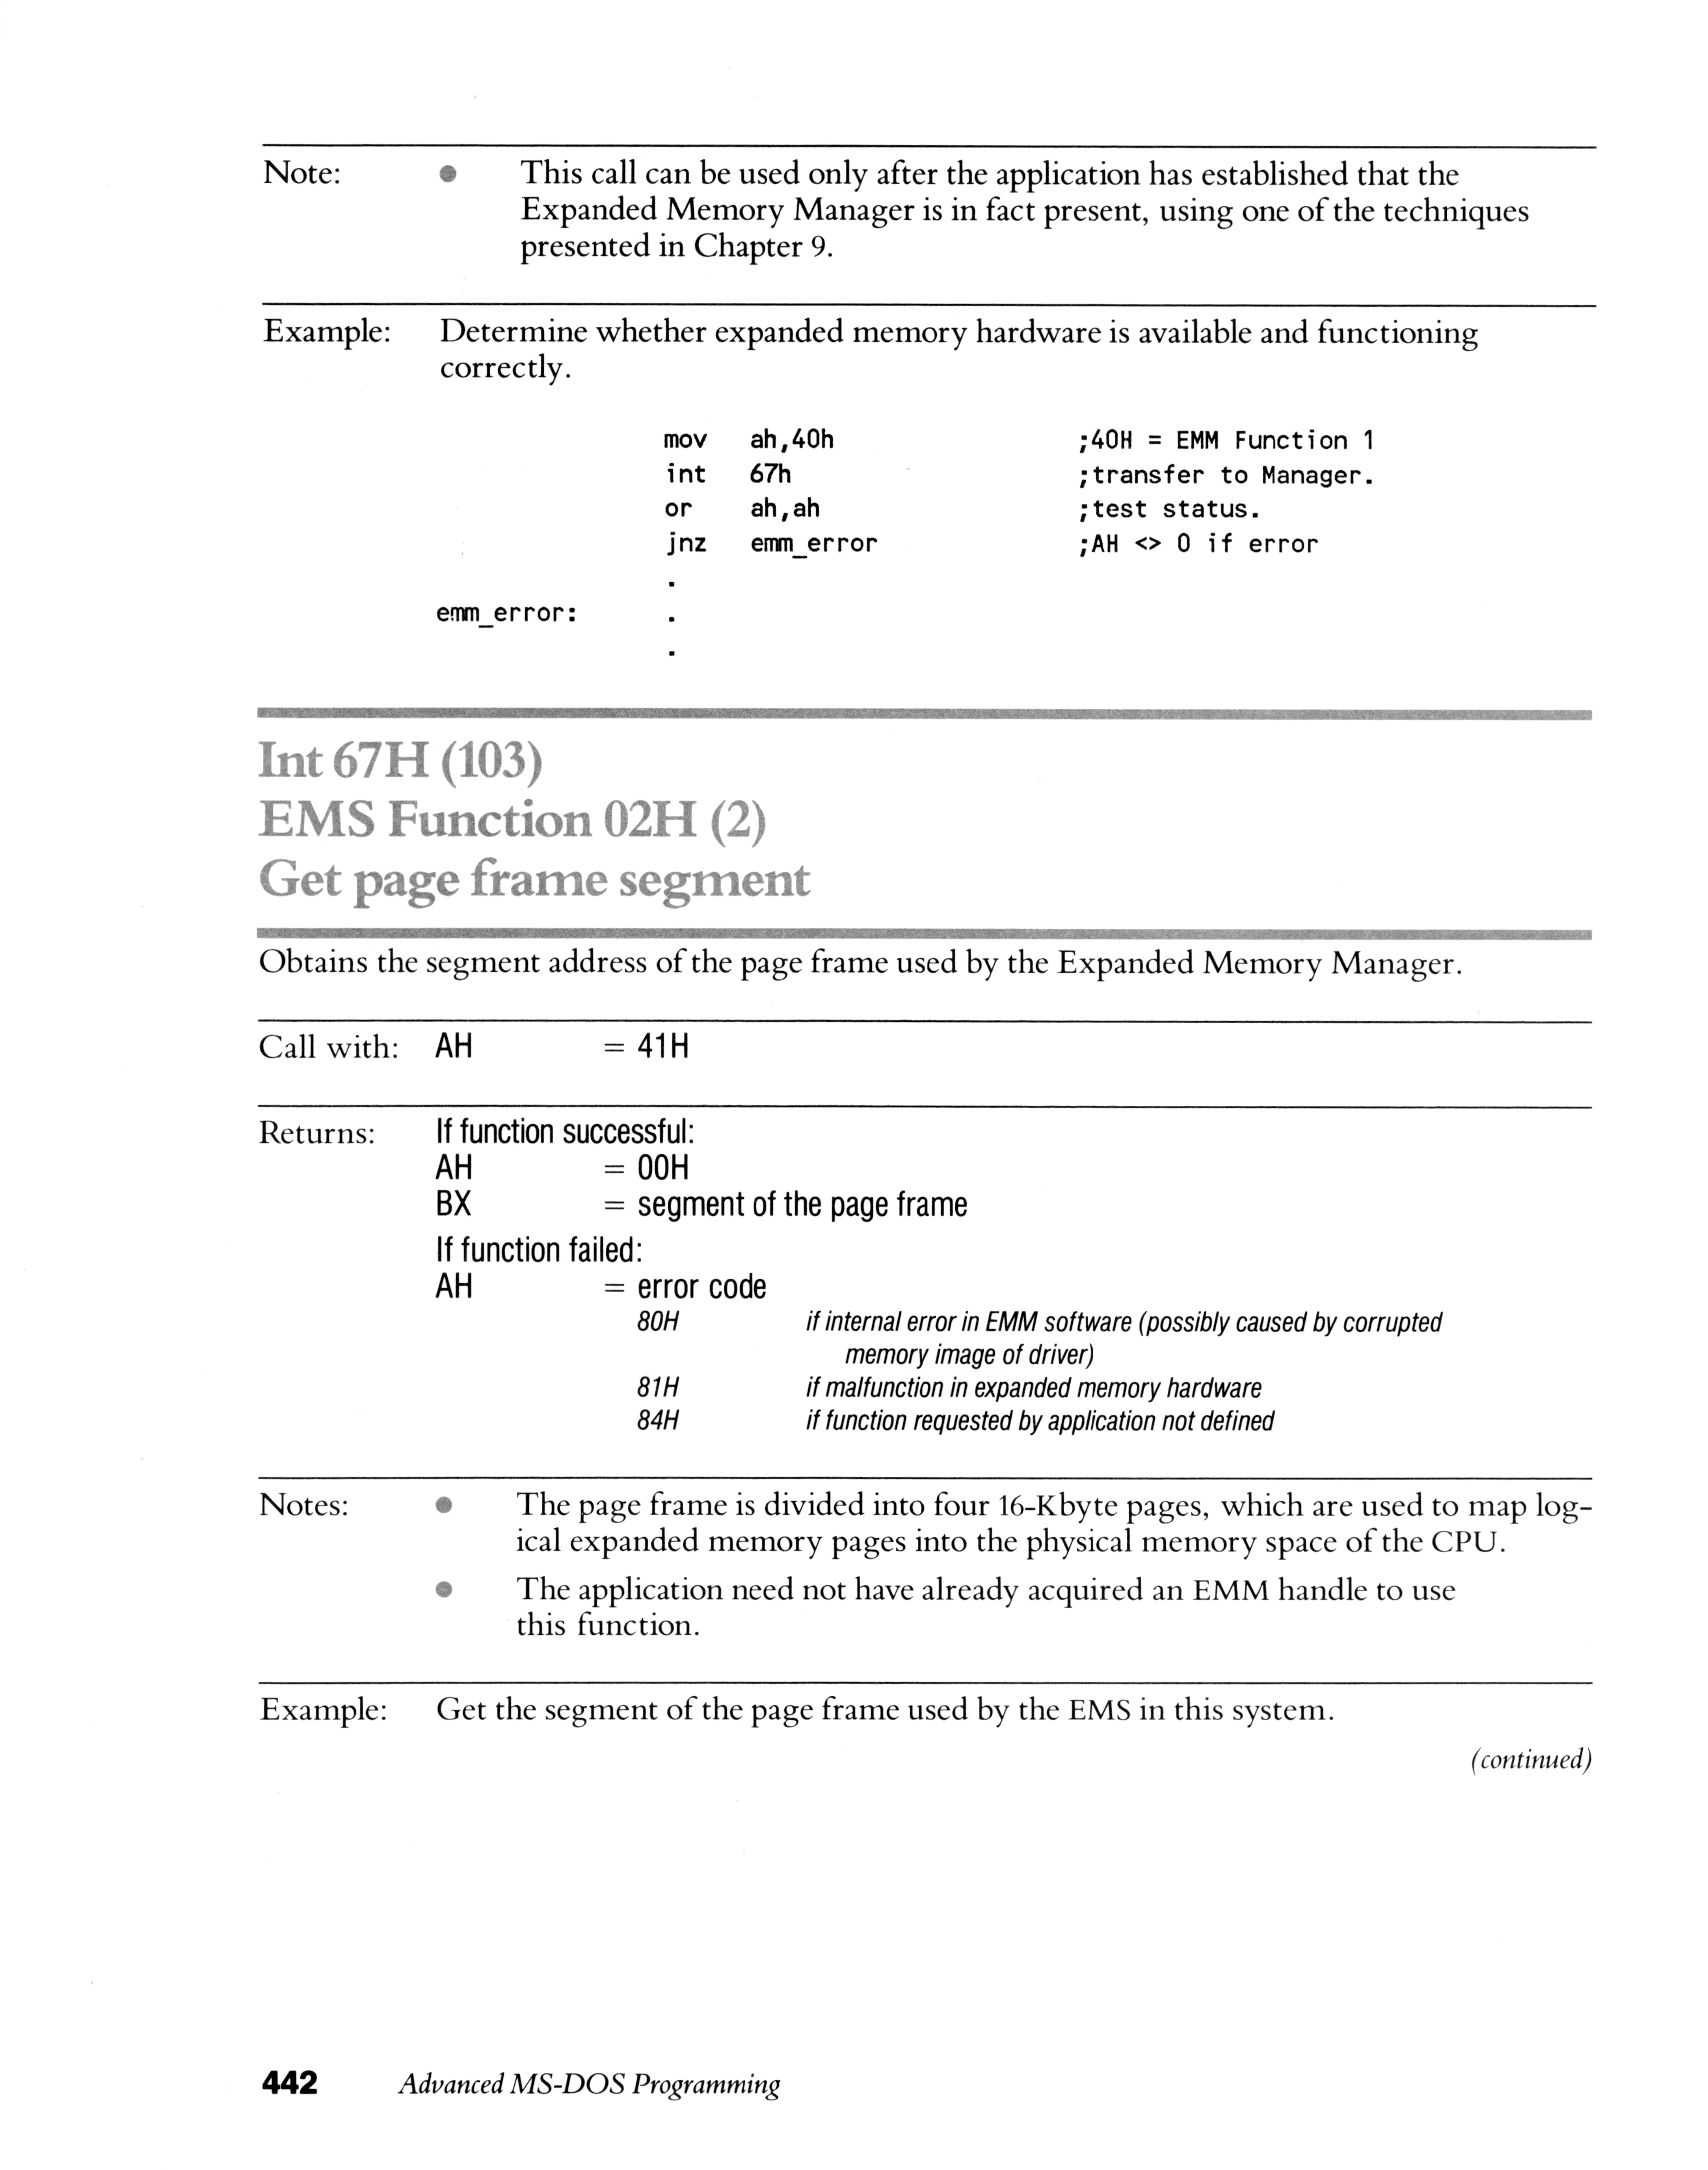 Note: • This call can be used only after the application has established that the
Expanded Memory Manager is in fact present, using one of the techniques
presented in Chapter 9.
Example: Determine whether expanded memory hardware is available and functioning
correctly.
mov ah,40h ;40H = EMM Function 1
int 67h ;transfer to Manager.
or ah,ah ;test status.
jnz emm_error ;AH <> 0 if error
.
emm_error: .
.
Int 67H (103)
EMS Function 02H (2)
Get page frame segment
Obtains the segment address of the page frame used by the Expanded Memory Manager.
Call with: AH = 41H
Returns: If function successful:
AH = 00H
BX = segment of the page frame
If function failed:
AH = error code
80H if internal error in EMM software (possibly caused by corrupted
memory image of driver)
81H if malfunction in expanded memory hardware
84H if function requested by application not defined
Notes: • The page frame is divided into four 16-Kbyte pages, which are used to map log-
ical expanded memory pages into the physical memory space of the CPU.
• The application need not have already acquired an EMM handle to use
this function.
Example: Get the segment of the page frame used by the EMS in this system.
(continued)
442 Advanced MS-DOS Programming